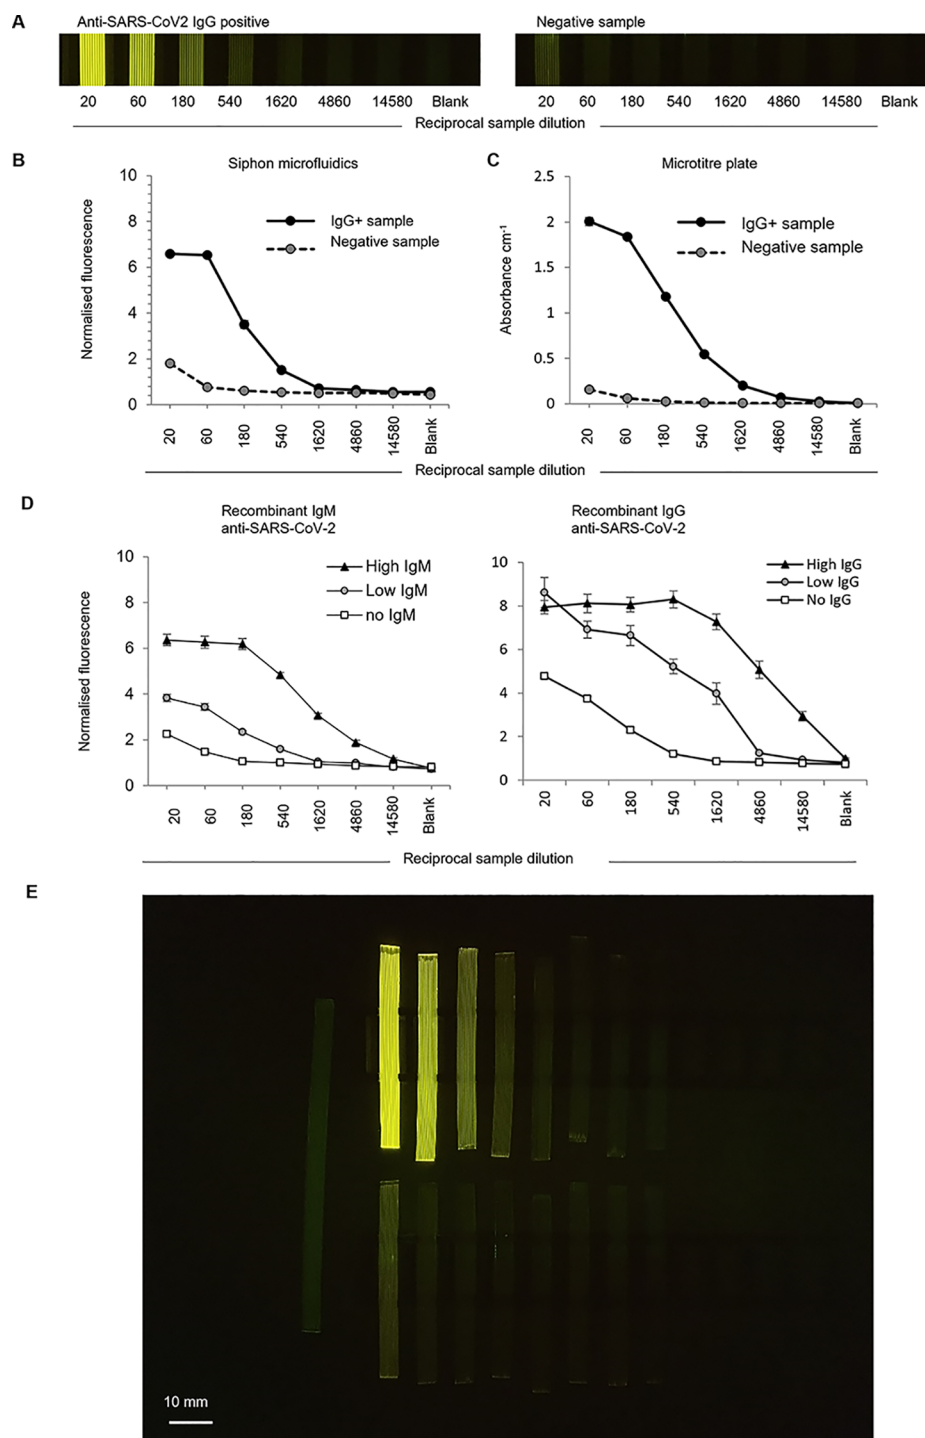 A
Anti-SARS-CoV2 IgG positive
Negative sample
20 60 180 540 1620 4860 14580 Blank
20 60 180 540 1620 4860 14580 Blank
Reciprocal sample dilution
Reciprocal sample dilution
B
Siphon microfluidics
Normalised fluorescence
10
8
6
4
2
0
IgG+ sample
Negative sample
20 60 180 540 1620 4860 14580 Blank
C
Microtitre plate
Absorbance cm⁻¹
2.5
2
1.5
1
0.5
0
IgG+ sample
Negative sample
20 60 180 540 1620 4860 14580 Blank
Reciprocal sample dilution
Reciprocal sample dilution
D
Recombinant IgM
anti-SARS-CoV-2
Normalised fluorescence
10
8
6
4
2
0
High IgM
Low IgM
no IgM
20 60 180 540 1620 4860 14580 Blank
Recombinant IgG
anti-SARS-CoV-2
10
8
6
4
2
0
High IgG
Low IgG
No IgG
20 60 180 540 1620 4860 14580 Blank
Reciprocal sample dilution
E
10 mm